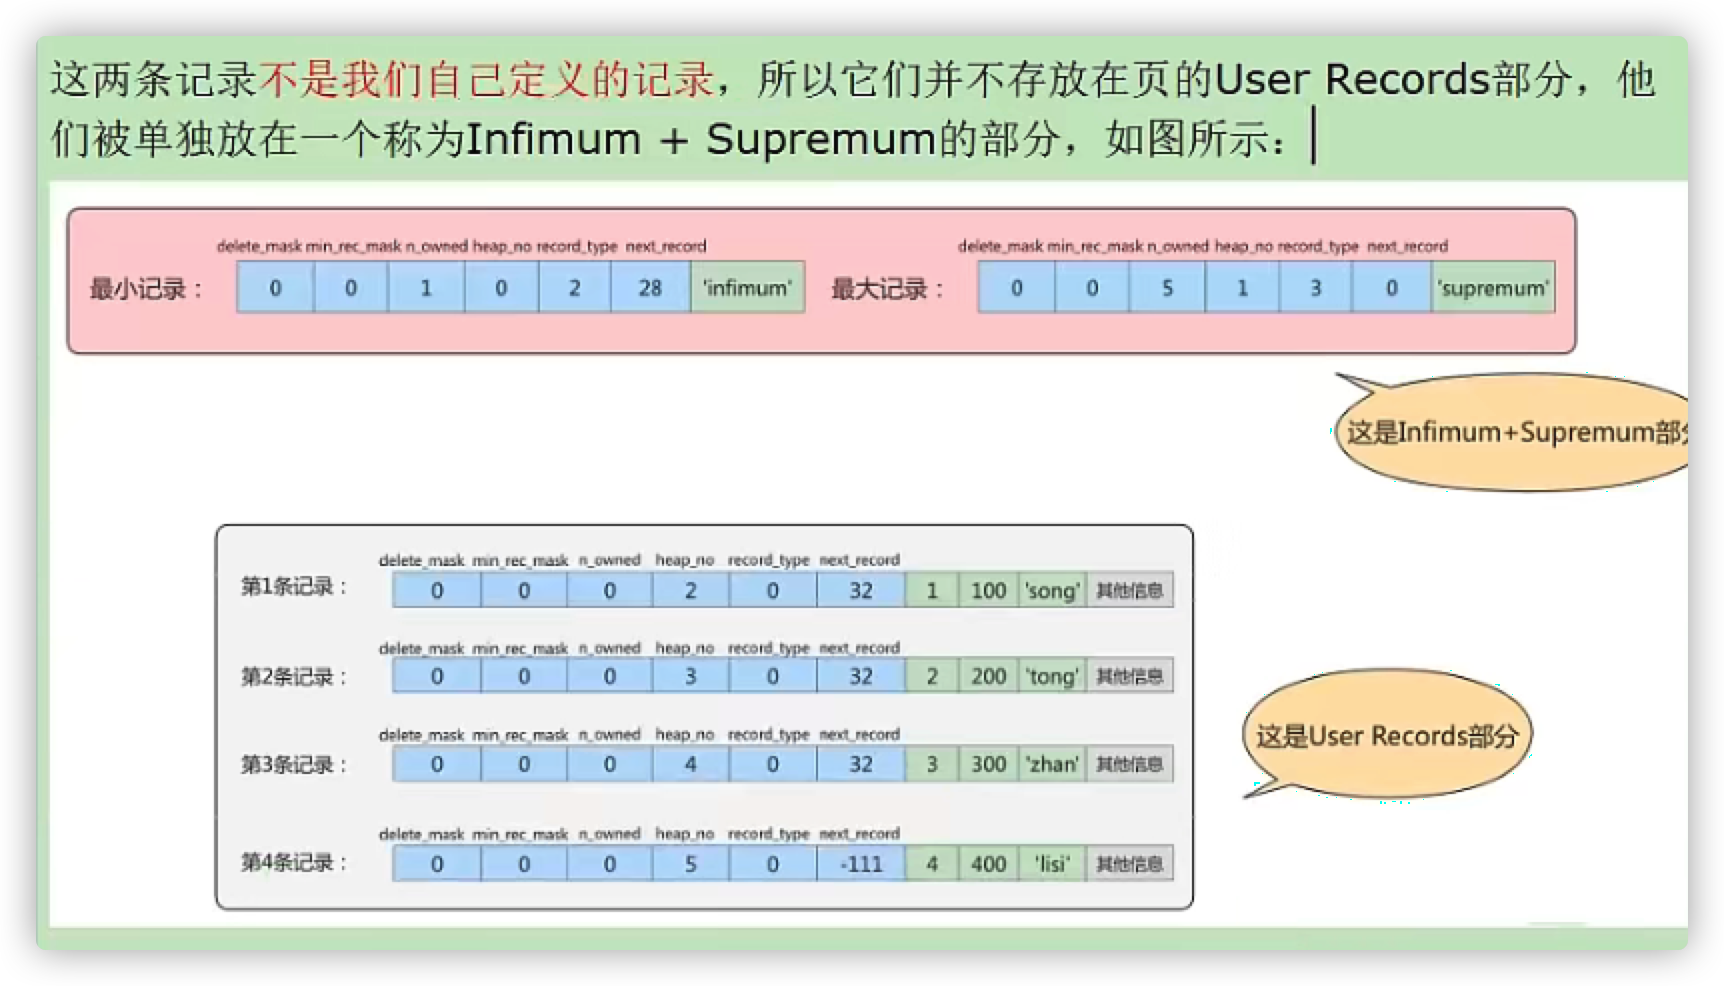 这两条记录不是我们自己定义的记录，所以它们并不存放在页的User Records部分，他
们被单独放在一个称为Infimum + Supremum的部分，如图所示：
delete_mask min_rec_mask n_owned heap_no record_type next_record
最小记录： 0 0 1 0 2 28 'infimum'
delete_mask min_rec_mask n_owned heap_no record_type next_record
最大记录： 0 0 5 1 3 0 'supremum'
这是Infimum+Supremum部分
delete_mask min_rec_mask n_owned heap_no record_type next_record
第1条记录： 0 0 0 2 0 32 1 100 'song' 其他信息
delete_mask min_rec_mask n_owned heap_no record_type next_record
第2条记录： 0 0 0 3 0 32 2 200 'tong' 其他信息
delete_mask min_rec_mask n_owned heap_no record_type next_record
第3条记录： 0 0 0 4 0 32 3 300 'zhan' 其他信息
这是User Records部分
delete_mask min_rec_mask n_owned heap_no record_type next_record
第4条记录： 0 0 0 5 0 -111 4 400 'lisi' 其他信息